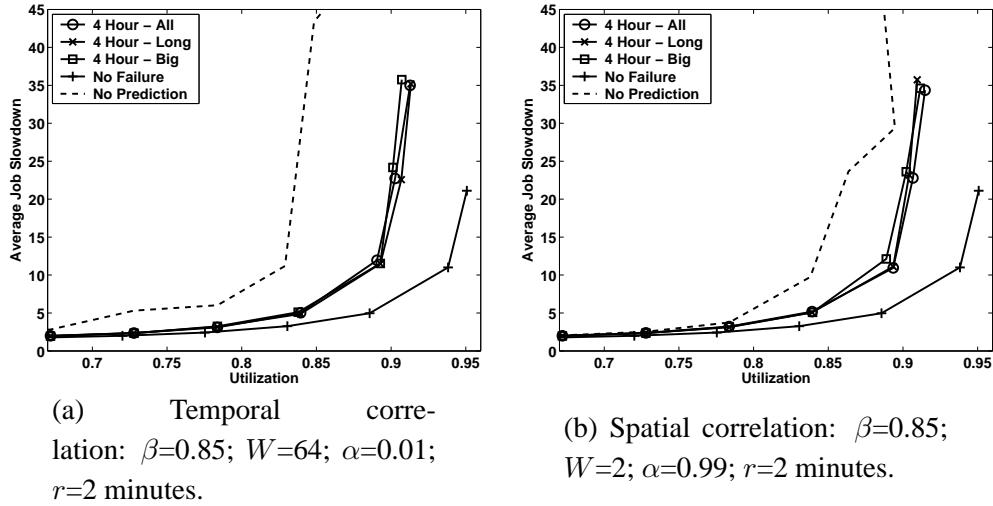 45
40
35
30
25
20
15
10
5
0
Average Job Slowdown
4 Hour − All
4 Hour − Long
4 Hour − Big
No Failure
No Prediction
0.7 0.75 0.8 0.85 0.9 0.95
Utilization
(a) Temporal corre-
lation: β=0.85; W=64; α=0.01;
r=2 minutes.
45
40
35
30
25
20
15
10
5
0
Average Job Slowdown
4 Hour − All
4 Hour − Long
4 Hour − Big
No Failure
No Prediction
0.7 0.75 0.8 0.85 0.9 0.95
Utilization
(b) Spatial correlation: β=0.85;
W=2; α=0.99; r=2 minutes.